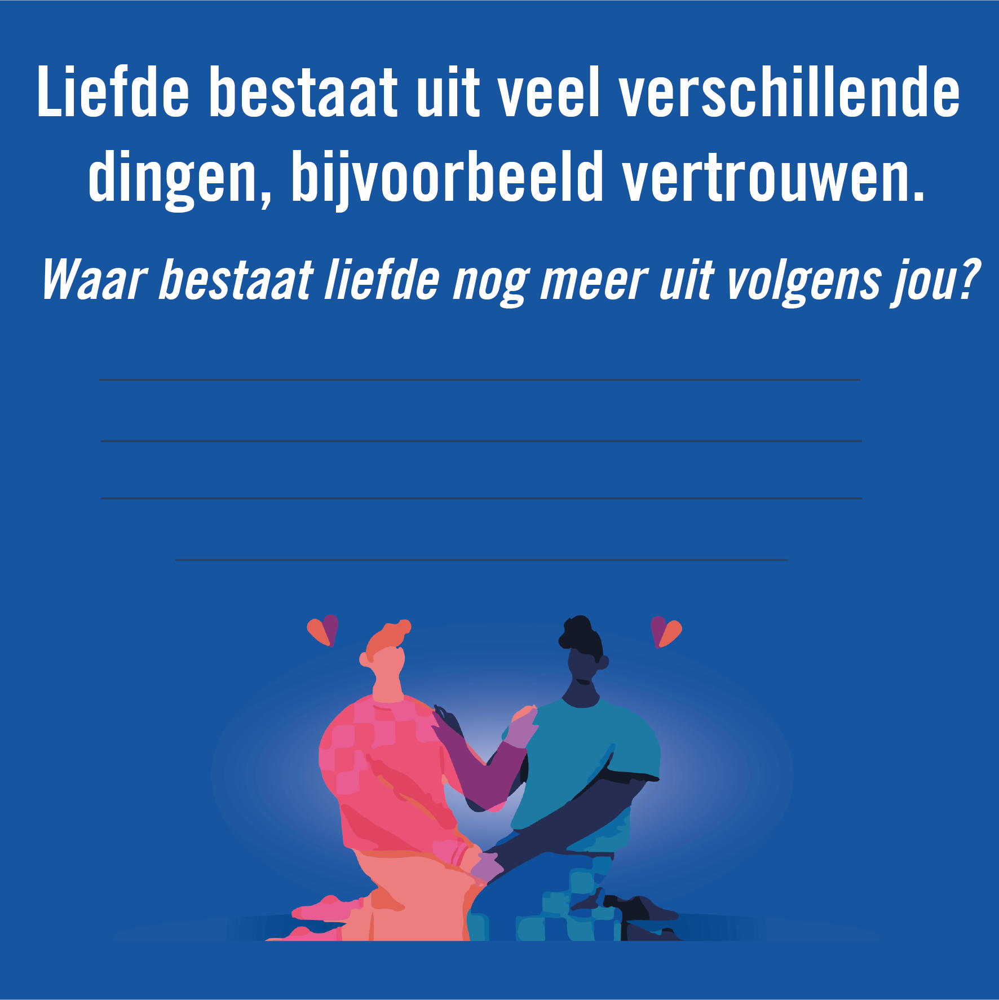 Liefde bestaat uit veel verschillende
dingen, bijvoorbeeld vertrouwen.
Waar bestaat liefde nog meer uit volgens jou?